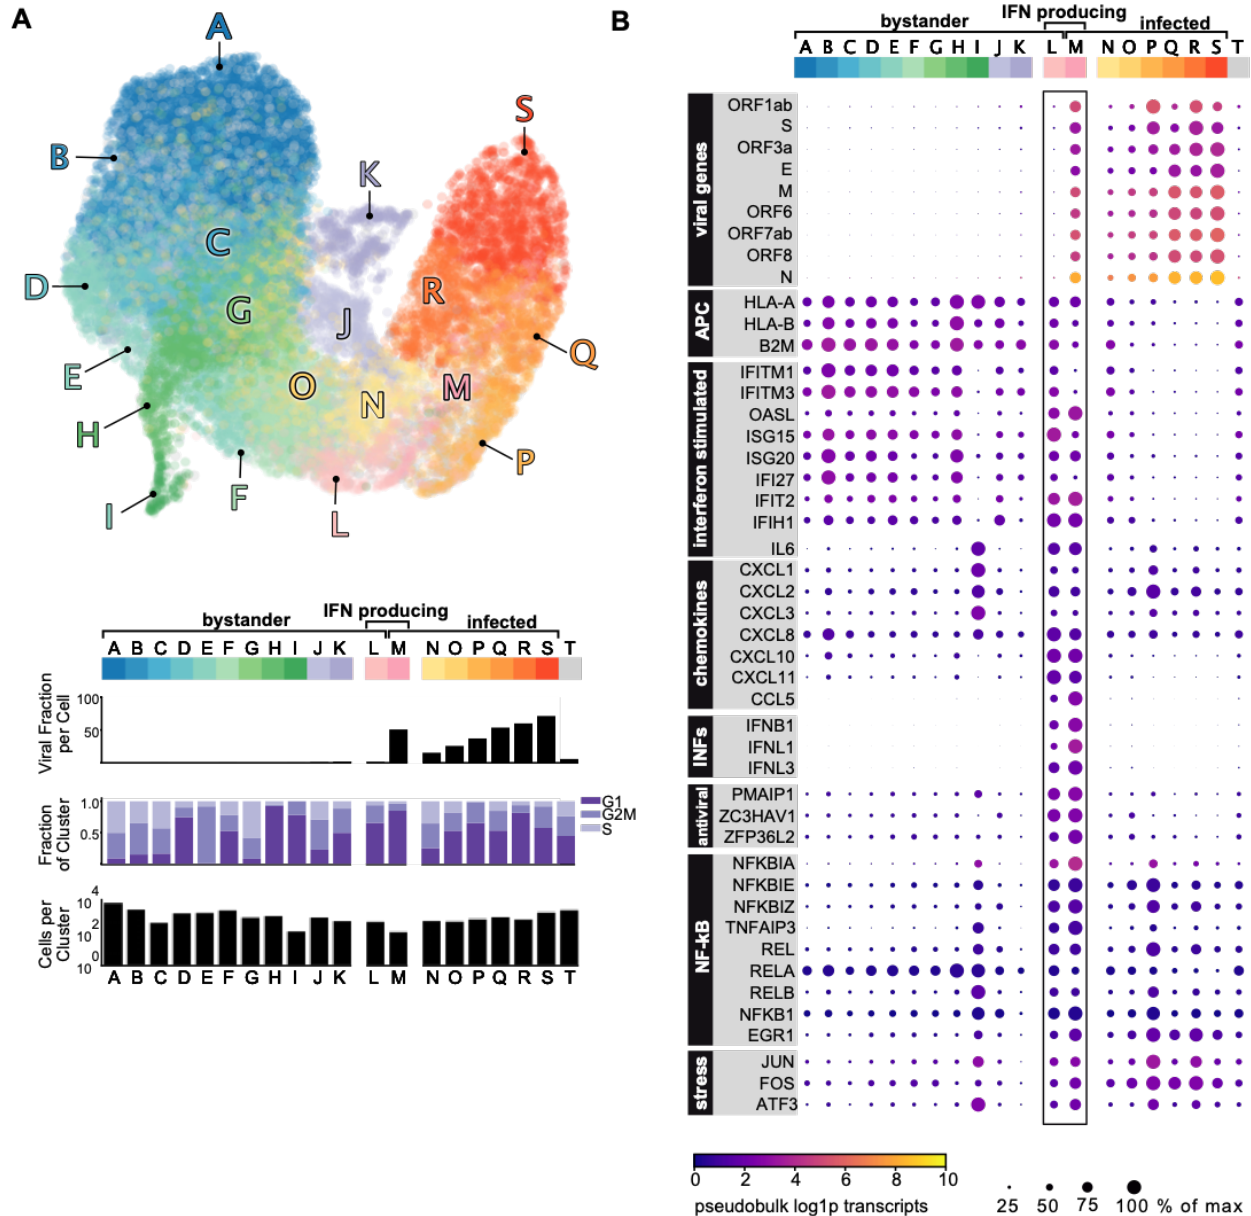 A
A
B
C
D
E
G
H
I
F
O
N
L
J
K
S
R
Q
M
P
bystander
IFN producing
infected
A B C D E F G H I J K L M N O P Q R S T
Viral Fraction
per Cell
100
50
Fraction
of Cluster
1.0
0.5
G1
G2M
S
Cells per
Cluster
4
10
2
10
0
10
A B C D E F G H I J K L M N O P Q R S T
B
bystander
IFN producing
infected
A B C D E F G H I J K L M N O P Q R S T
viral genes
ORF1ab
S
ORF3a
E
M
ORF6
ORF7ab
ORF8
N
APC
HLA-A
HLA-B
B2M
interferon stimulated
IFITM1
IFITM3
OASL
ISG15
ISG20
IFI27
IFIT2
IFIH1
IL6
chemokines
CXCL1
CXCL2
CXCL3
CXCL8
CXCL10
CXCL11
CCL5
INFs
IFNB1
IFNL1
IFNL3
antiviral
PMAIP1
ZC3HAV1
ZFP36L2
NF-kB
NFKBIA
NFKBIE
NFKBIZ
TNFAIP3
REL
RELA
RELB
NFKB1
EGR1
stress
JUN
FOS
ATF3
0 2 4 6 8 10
pseudobulk log1p transcripts
25 50 75 100 % of max